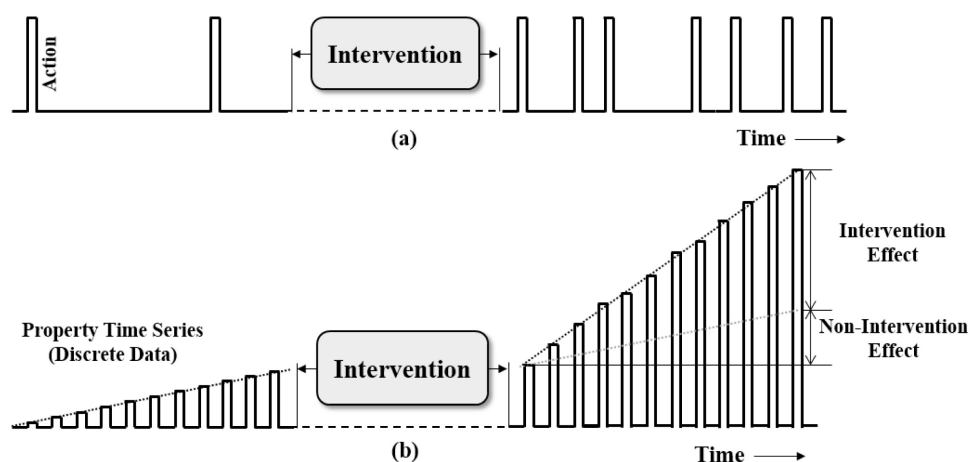 Action
Intervention
(a)
Time
Property Time Series
(Discrete Data)
Intervention
Intervention
Effect
Non-Intervention
Effect
(b)
Time